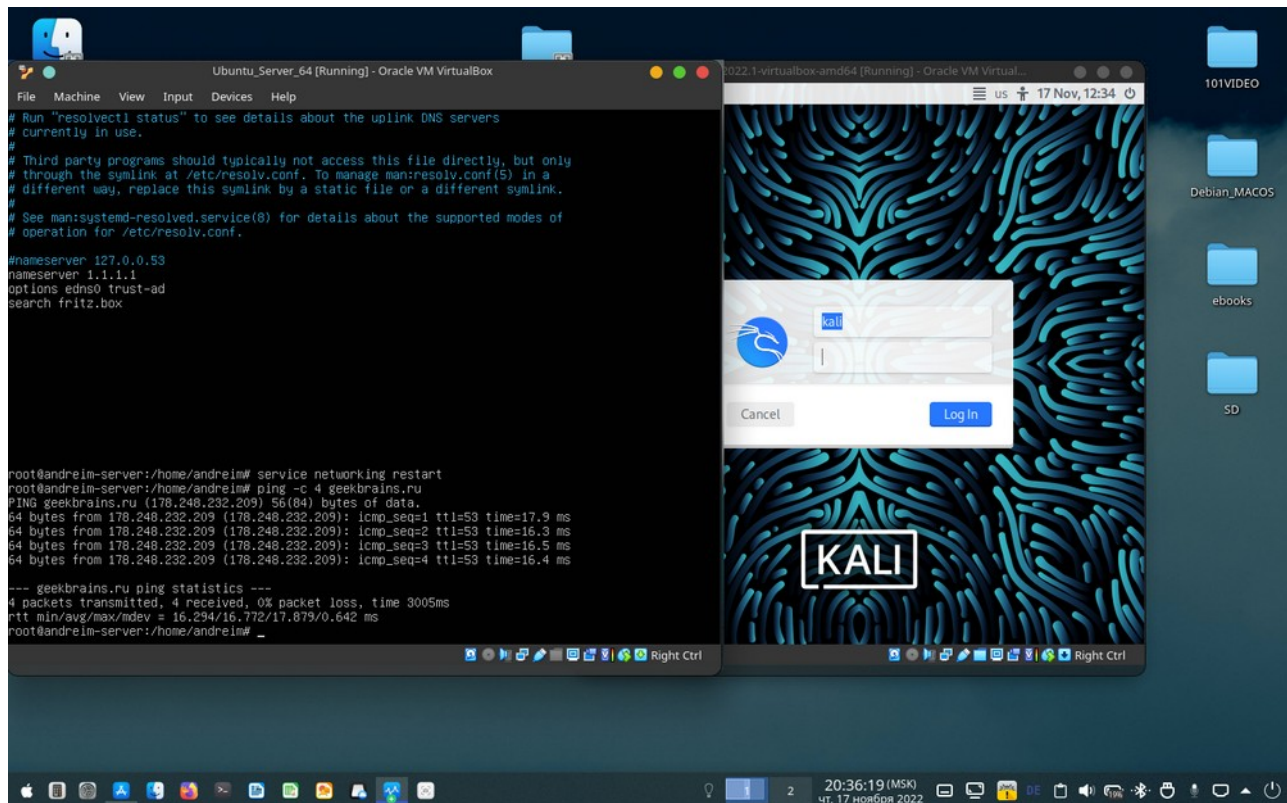 Ubuntu_Server_64 [Running] - Oracle VM VirtualBox
File Machine View Input Devices Help
# Run "resolvectl status" to see details about the uplink DNS servers
# currently in use.
#
# Third party programs should typically not access this file directly, but only
# through the symlink at /etc/resolv.conf. To manage man:resolv.conf(5) in a
# different way, replace this symlink by a static file or a different symlink.
#
# See man:systemd-resolved.service(8) for details about the supported modes of
# operation for /etc/resolv.conf.
#nameserver 127.0.0.53
nameserver 1.1.1.1
options edns0 trust-ad
search fritz.box
root@andreim-server:/home/andreim# service networking restart
root@andreim-server:/home/andreim# ping -c 4 geekbrains.ru
PING geekbrains.ru (178.248.232.209) 56(84) bytes of data.
64 bytes from 178.248.232.209 (178.248.232.209): icmp_seq=1 ttl=53 time=17.9 ms
64 bytes from 178.248.232.209 (178.248.232.209): icmp_seq=2 ttl=53 time=16.3 ms
64 bytes from 178.248.232.209 (178.248.232.209): icmp_seq=3 ttl=53 time=16.5 ms
64 bytes from 178.248.232.209 (178.248.232.209): icmp_seq=4 ttl=53 time=16.4 ms
--- geekbrains.ru ping statistics ---
4 packets transmitted, 4 received, 0% packet loss, time 3005ms
rtt min/avg/max/mdev = 16.294/16.772/17.879/0.642 ms
root@andreim-server:/home/andreim# _
Right Ctrl
2022.1-virtualbox-amd64 [Running] - Oracle VM Virtual...
us 17 Nov, 12:34
kali
Cancel Log In
KALI
Right Ctrl
101VIDEO
Debian_MACOS
ebooks
SD
1 2
20:36:19 (MSK)
чт. 17 ноября 2022
DE